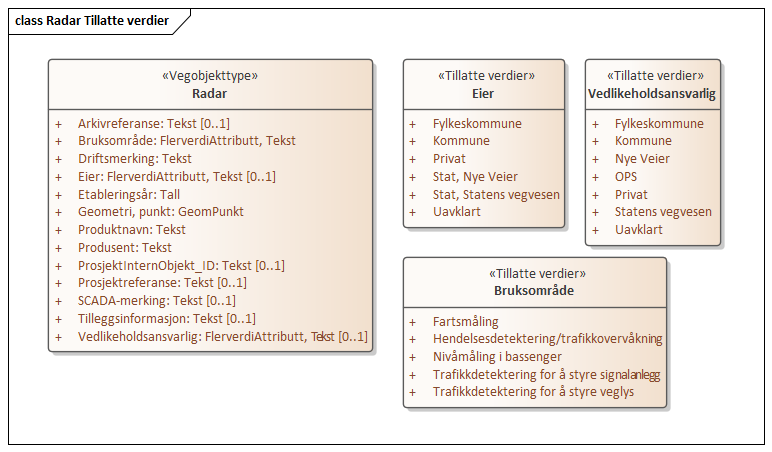 class Radar Tillatte verdier
«Vegobjekttype»
Radar
+ Arkivreferanse: Tekst [0..1]
+ Bruksområde: FlerverdiAttributt, Tekst
+ Driftsmerking: Tekst
+ Eier: FlerverdiAttributt, Tekst [0..1]
+ Etableringsår: Tall
+ Geometri, punkt: GeomPunkt
+ Produktnavn: Tekst
+ Produsent: Tekst
+ ProsjektInternObjekt_ID: Tekst [0..1]
+ Prosjektreferanse: Tekst [0..1]
+ SCADA-merking: Tekst [0..1]
+ Tilleggsinformasjon: Tekst [0..1]
+ Vedlikeholdsansvarlig: FlerverdiAttributt, Tekst [0..1]
«Tillatte verdier»
Eier
+ Fylkeskommune
+ Kommune
+ Privat
+ Stat, Nye Veier
+ Stat, Statens vegvesen
+ Uavklart
«Tillatte verdier»
Vedlikeholdsansvarlig
+ Fylkeskommune
+ Kommune
+ Nye Veier
+ OPS
+ Privat
+ Statens vegvesen
+ Uavklart
«Tillatte verdier»
Bruksområde
+ Fartsmåling
+ Hendelsesdetektering/trafikkovervåkning
+ Nivåmåling i bassenger
+ Trafikkdetektering for å styre signalanlegg
+ Trafikkdetektering for å styre veglys